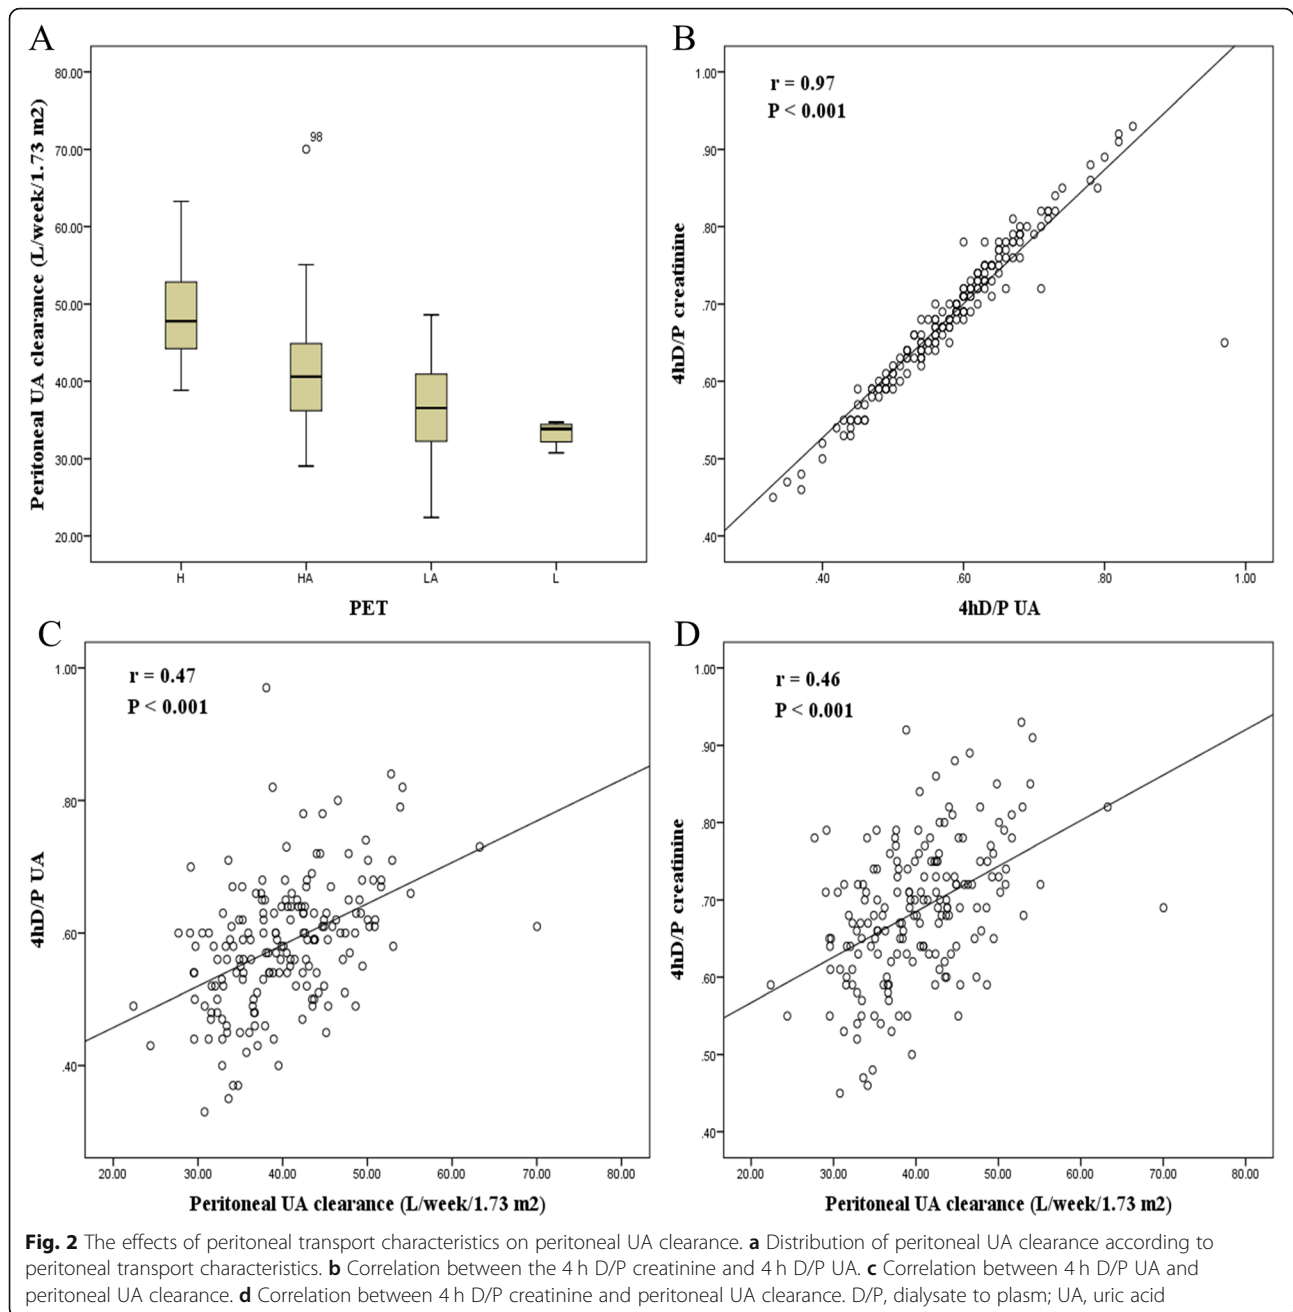 A
Peritoneal UA clearance (L/week/1.73 m2)
80.00
70.00
60.00
50.00
40.00
30.00
20.00
98
H HA LA L
PET
B
r = 0.97
P < 0.001
4hD/P creatinine
1.00
.90
.80
.70
.60
.50
.40
.40 .60 .80 1.00
4hD/P UA
C
r = 0.47
P < 0.001
4hD/P UA
1.00
.80
.60
.40
20.00 30.00 40.00 50.00 60.00 70.00 80.00
Peritoneal UA clearance (L/week/1.73 m2)
D
r = 0.46
P < 0.001
4hD/P creatinine
1.00
.90
.80
.70
.60
.50
.40
20.00 30.00 40.00 50.00 60.00 70.00 80.00
Peritoneal UA clearance (L/week/1.73 m2)
Fig. 2 The effects of peritoneal transport characteristics on peritoneal UA clearance. a Distribution of peritoneal UA clearance according to
peritoneal transport characteristics. b Correlation between the 4 h D/P creatinine and 4 h D/P UA. c Correlation between 4 h D/P UA and
peritoneal UA clearance. d Correlation between 4 h D/P creatinine and peritoneal UA clearance. D/P, dialysate to plasm; UA, uric acid